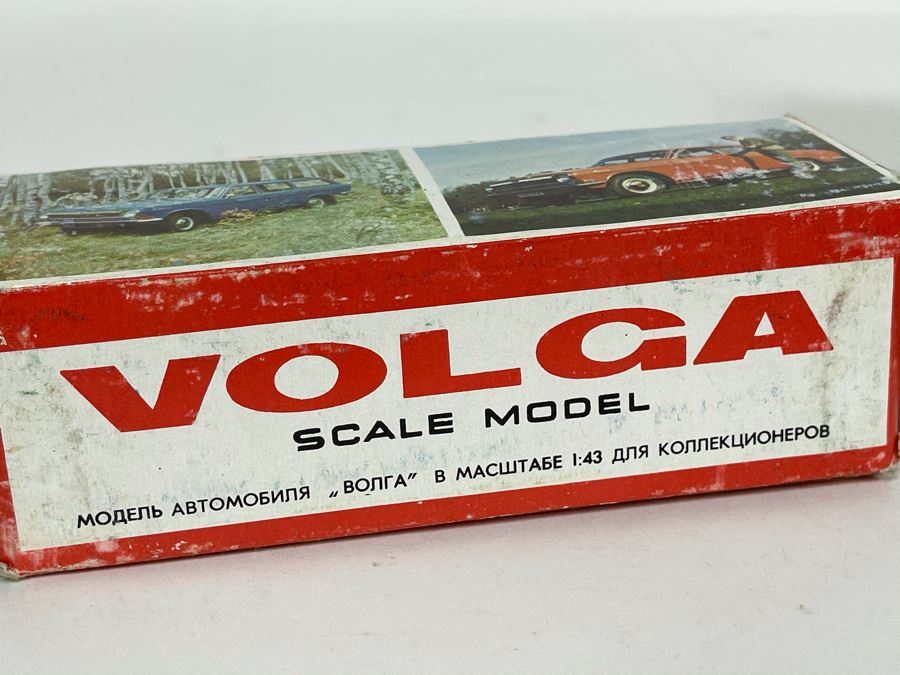 VOLGA
SCALE MODEL
МОДЕЛЬ АВТОМОБИЛЯ „ВОЛГА” В МАСШТАБЕ 1:43 ДЛЯ КОЛЛЕКЦИОНЕРОВ